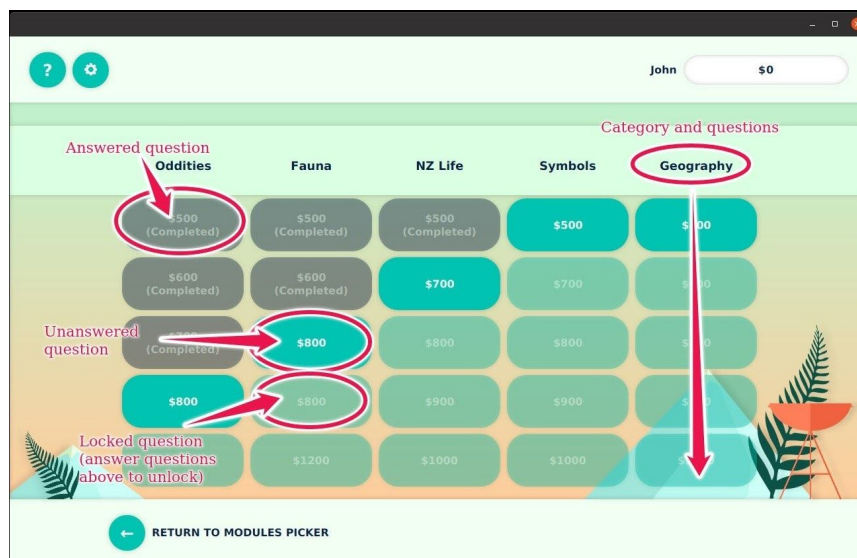 ?
John
$0
Category and questions
Answered question
Oddities
Fauna
NZ Life
Symbols
Geography
$500
(Completed)
$500
(Completed)
$500
(Completed)
$500
$600
(Completed)
$600
(Completed)
$700
$700
Unanswered
question
(Completed)
$800
$800
$800
$800
$800
$900
$900
Locked question
(answer questions
above to unlock)
$1200
$1000
$1000
RETURN TO MODULES PICKER